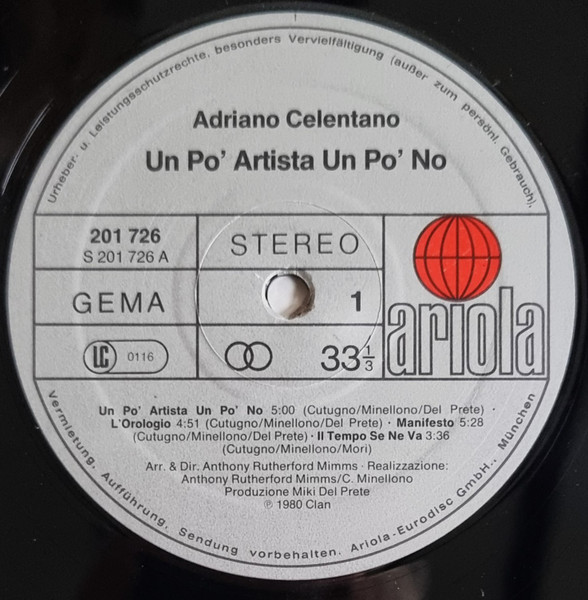 Urheber- u. Leistungsschutzrechte, besonders Vervielfältigung (außer zum persönl. Gebrauch),
Adriano Celentano
Un Po' Artista Un Po' No
201 726
S 201 726 A
STEREO
GEMA
1
LC 0116
33 1/3
ariola
Un Po' Artista Un Po' No 5:00 (Cutugno/Minellono/Del Prete) ·
L'Orologio 4:51 (Cutugno/Minellono/Del Prete) · Manifesto 5:28
(Cutugno/Minellono/Del Prete) · Il Tempo Se Ne Va 3:36
(Cutugno/Minellono/Mori)
Arr. & Dir. Anthony Rutherford Mimms · Realizzazione:
Anthony Rutherford Mimms/C. Minellono
Produzione Miki Del Prete
℗ 1980 Clan
Vermietung, Aufführung, Sendung vorbehalten. Ariola-Eurodisc GmbH., München